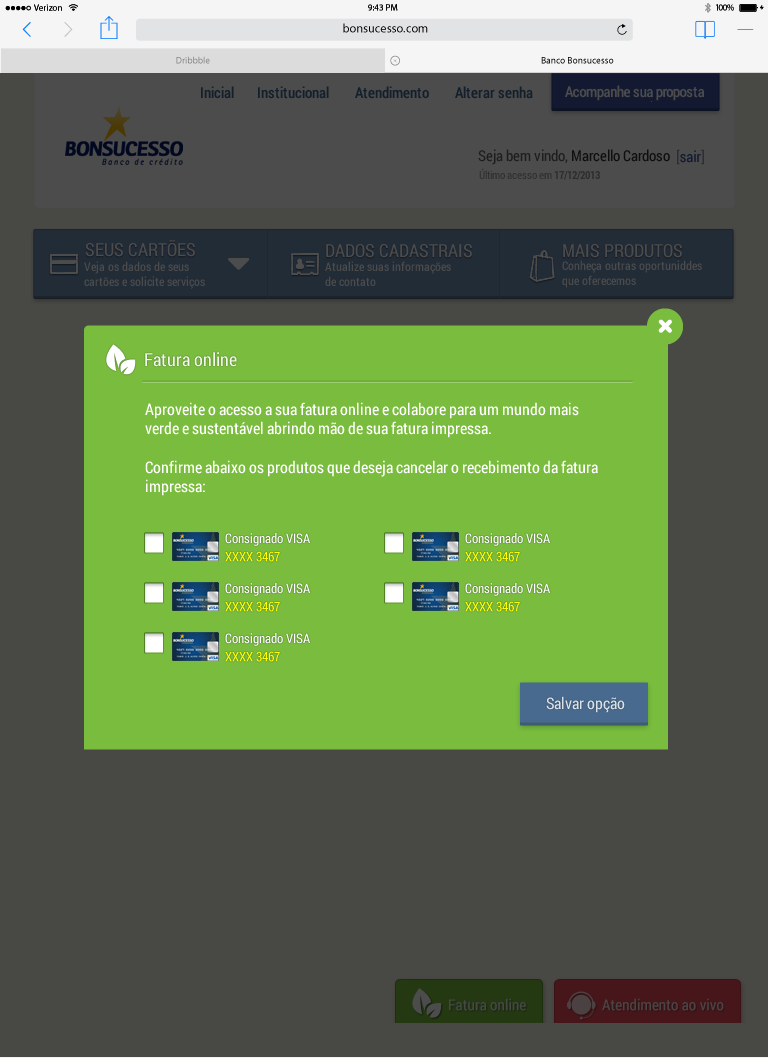 Verizon 9:43 PM 100%
bonsucesso.com
Dribbble Banco Bonsucesso
Inicial Institucional Atendimento Alterar senha Acompanhe sua proposta
BONSUCESSO
Banco de crédito
Seja bem vindo, Marcello Cardoso [sair]
Último acesso em 17/12/2013
SEUS CARTÕES
Veja os dados de seus
cartões e solicite serviços
DADOS CADASTRAIS
Atualize suas informações
de contato
MAIS PRODUTOS
Conheça outras oportuniddes
que oferecemos
Fatura online
Aproveite o acesso a sua fatura online e colabore para um mundo mais
verde e sustentável abrindo mão de sua fatura impressa.
Confirme abaixo os produtos que deseja cancelar o recebimento da fatura
impressa:
Consignado VISA
XXXX 3467
Consignado VISA
XXXX 3467
Consignado VISA
XXXX 3467
Consignado VISA
XXXX 3467
Consignado VISA
XXXX 3467
Salvar opção
Fatura online
Atendimento ao vivo